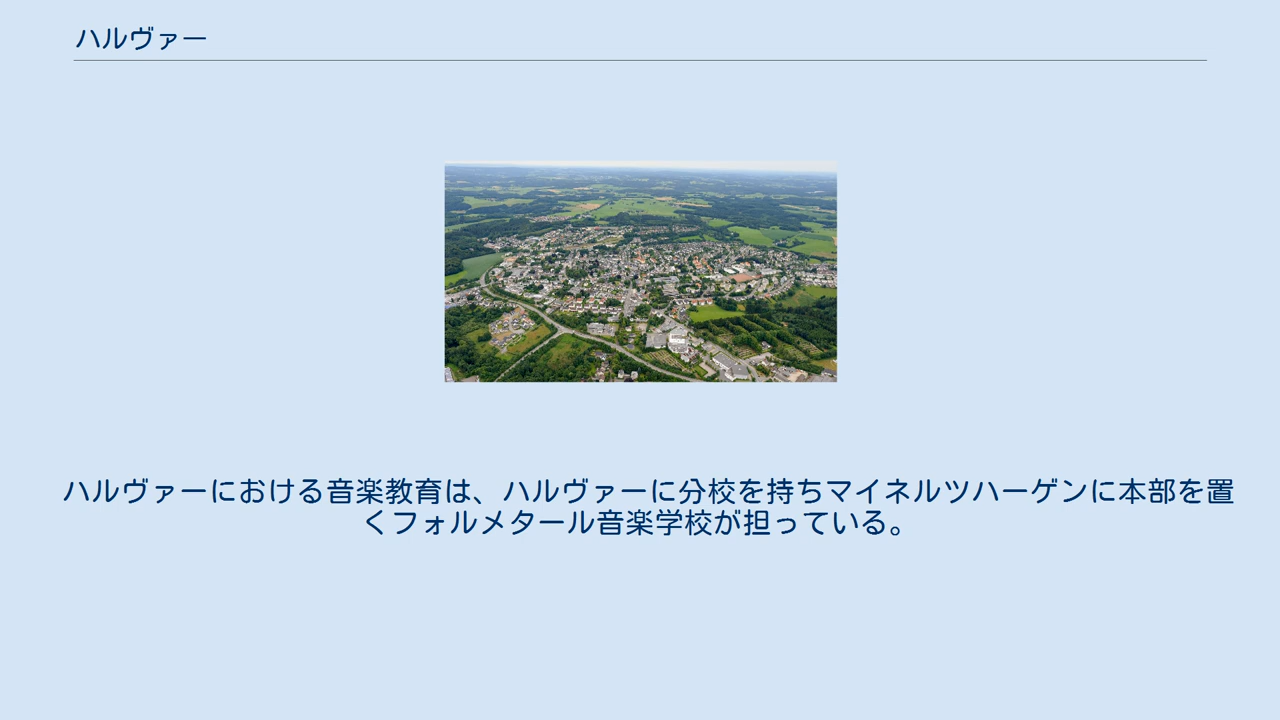 ハルヴァー
ハルヴァーにおける音楽教育は、ハルヴァーに分校を持ちマイネルツハーゲンに本部を置
くフォルメタール音楽学校が担っている。